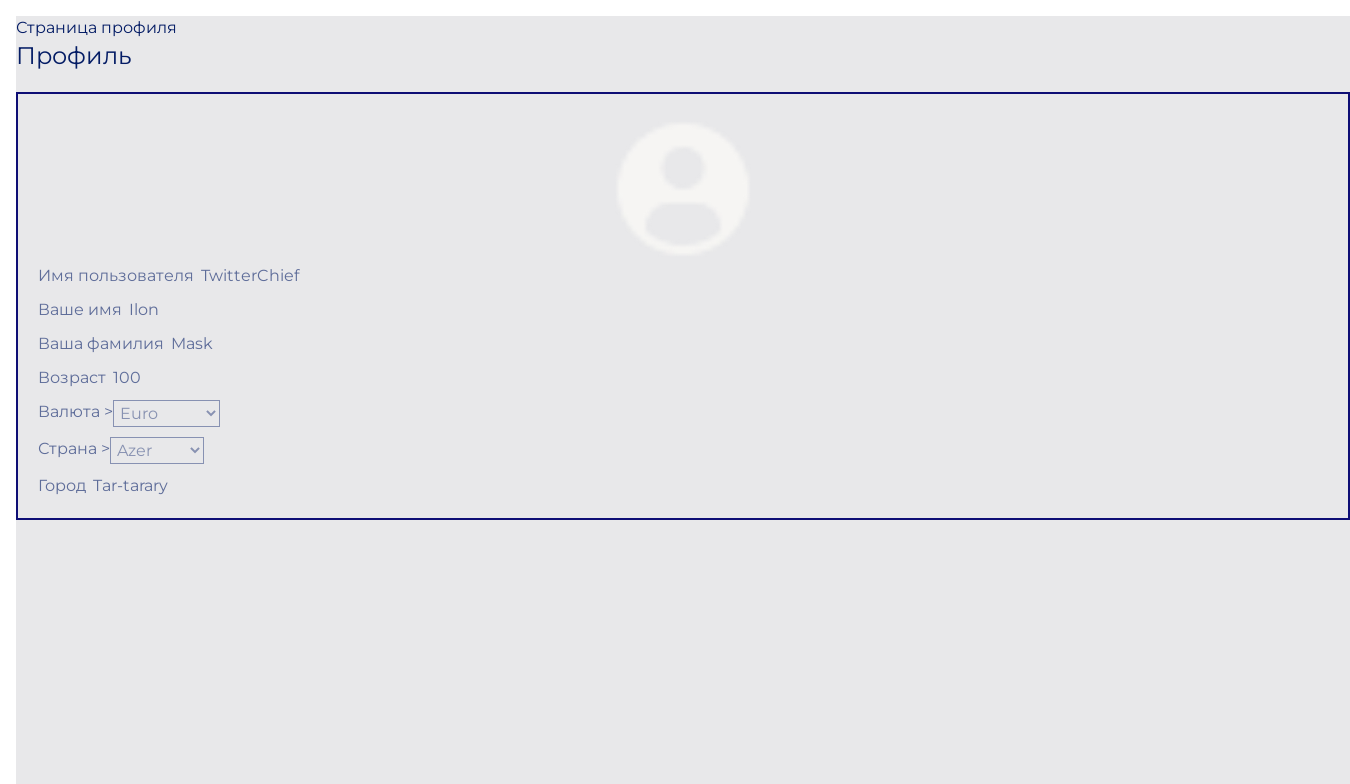 Страница профиля
Профиль
Имя пользователя TwitterChief
Ваше имя Ilon
Ваша фамилия Mask
Возраст 100
Валюта > Euro
Страна > Azer
Город Tar-tarary